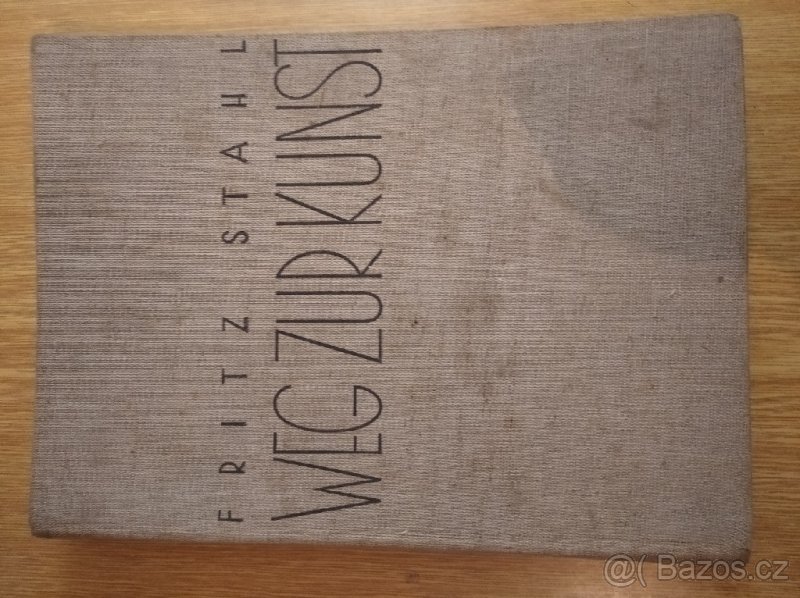 FRITZ STAHL
WEG ZUR KUNST
@( Bazos.cz